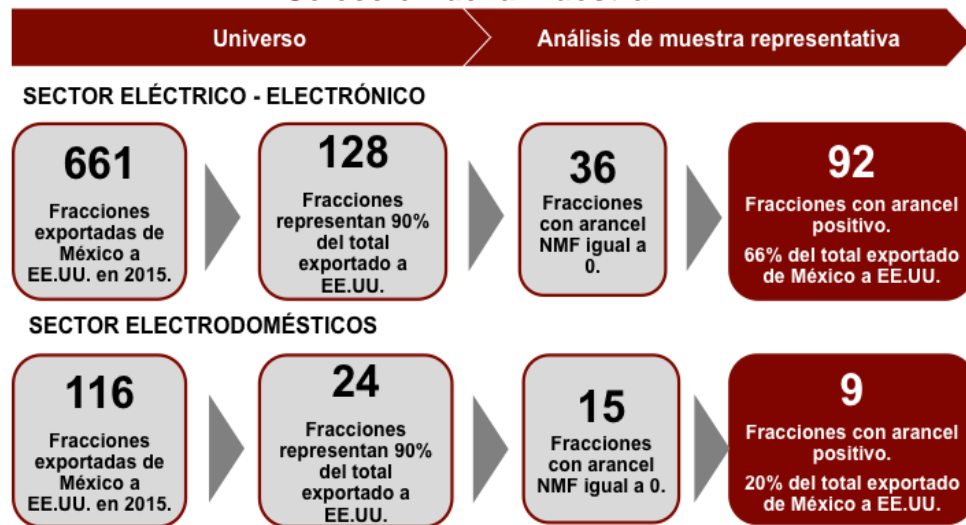 Universo
Análisis de muestra representativa
SECTOR ELÉCTRICO - ELECTRÓNICO
661
Fracciones
exportadas de
México a
EE.UU. en 2015.
128
Fracciones
representan 90%
del total
exportado a
EE.UU.
36
Fracciones
con arancel
NMF igual a
0.
92
Fracciones con arancel
positivo.
66% del total exportado
de México a EE.UU.
SECTOR ELECTRODOMÉSTICOS
116
Fracciones
exportadas de
México a
EE.UU. en 2015.
24
Fracciones
representan 90%
del total
exportado a
EE.UU.
15
Fracciones
con arancel
NMF igual a 0.
9
Fracciones con arancel
positivo.
20% del total exportado
de México a EE.UU.